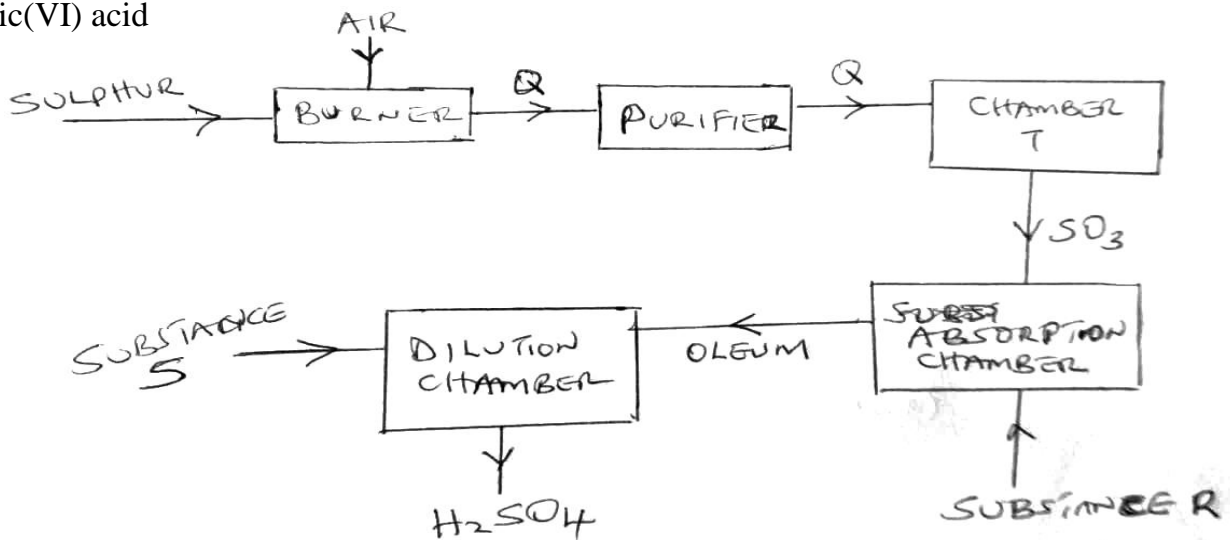 ic(VI) acid
AIR
SULPHUR
BURNER
Q
PURIFIER
Q
CHAMBER
T
SO3
ABSORPTION
CHAMBER
OLEUM
SUBSTANCE
S
DILUTION
CHAMBER
H2SO4
SUBSTANCE R